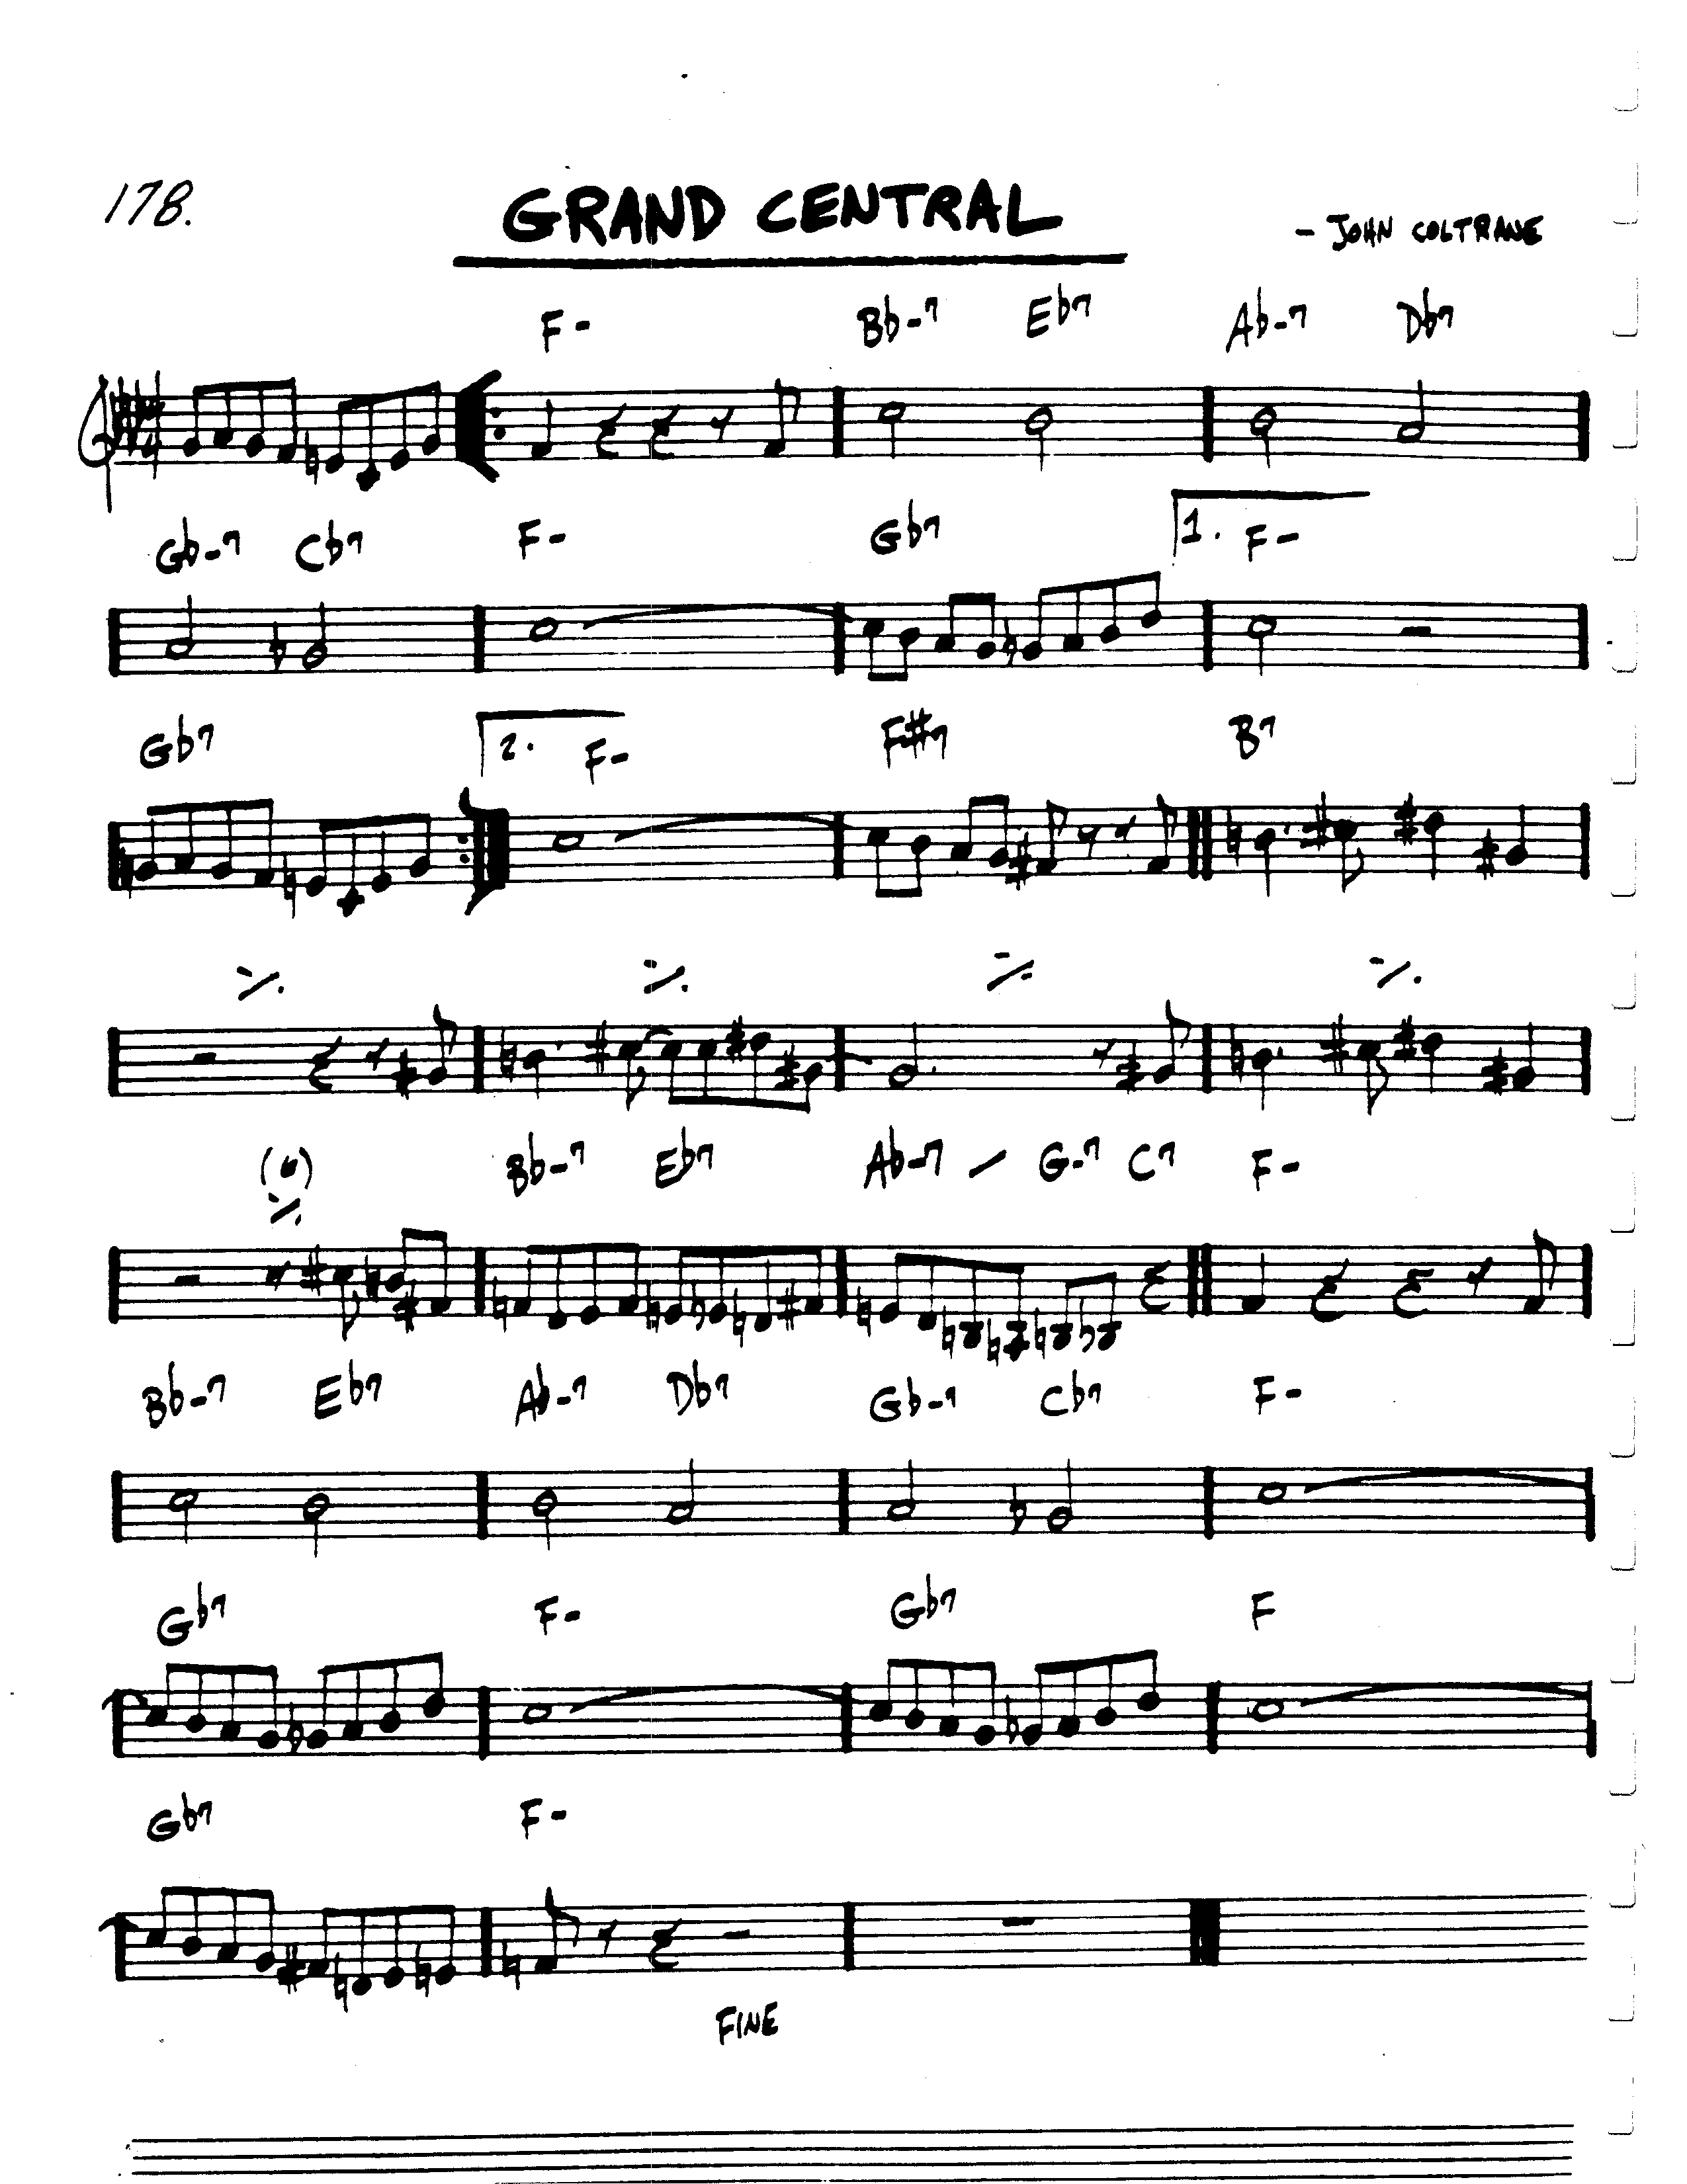 178.
GRAND CENTRAL
- JOHN COLTRANE
F- Bb-7 Eb7 Ab-7 Db7
Gb-7 Cb7 F- Gb7 1. F-
Gb7 2. F- F#7 B7
(6)
Bb-7 Eb7 Ab-7 / G-7 C7 F-
Bb-7 Eb7 Ab-7 Db7 Gb-7 Cb7 F-
Gb7 F- Gb7 F
Gb7 F-
FINE